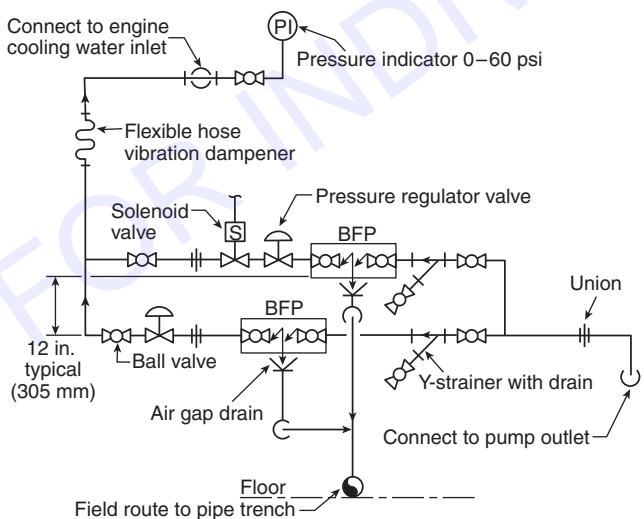 Connect to engine
cooling water inlet
PI
Pressure indicator 0–60 psi
Flexible hose
vibration dampener
Solenoid
valve
S
Pressure regulator valve
BFP
BFP
Union
12 in.
typical
(305 mm)
Ball valve
Y-strainer with drain
Air gap drain
Connect to pump outlet
Floor
Field route to pipe trench
FOR INDI